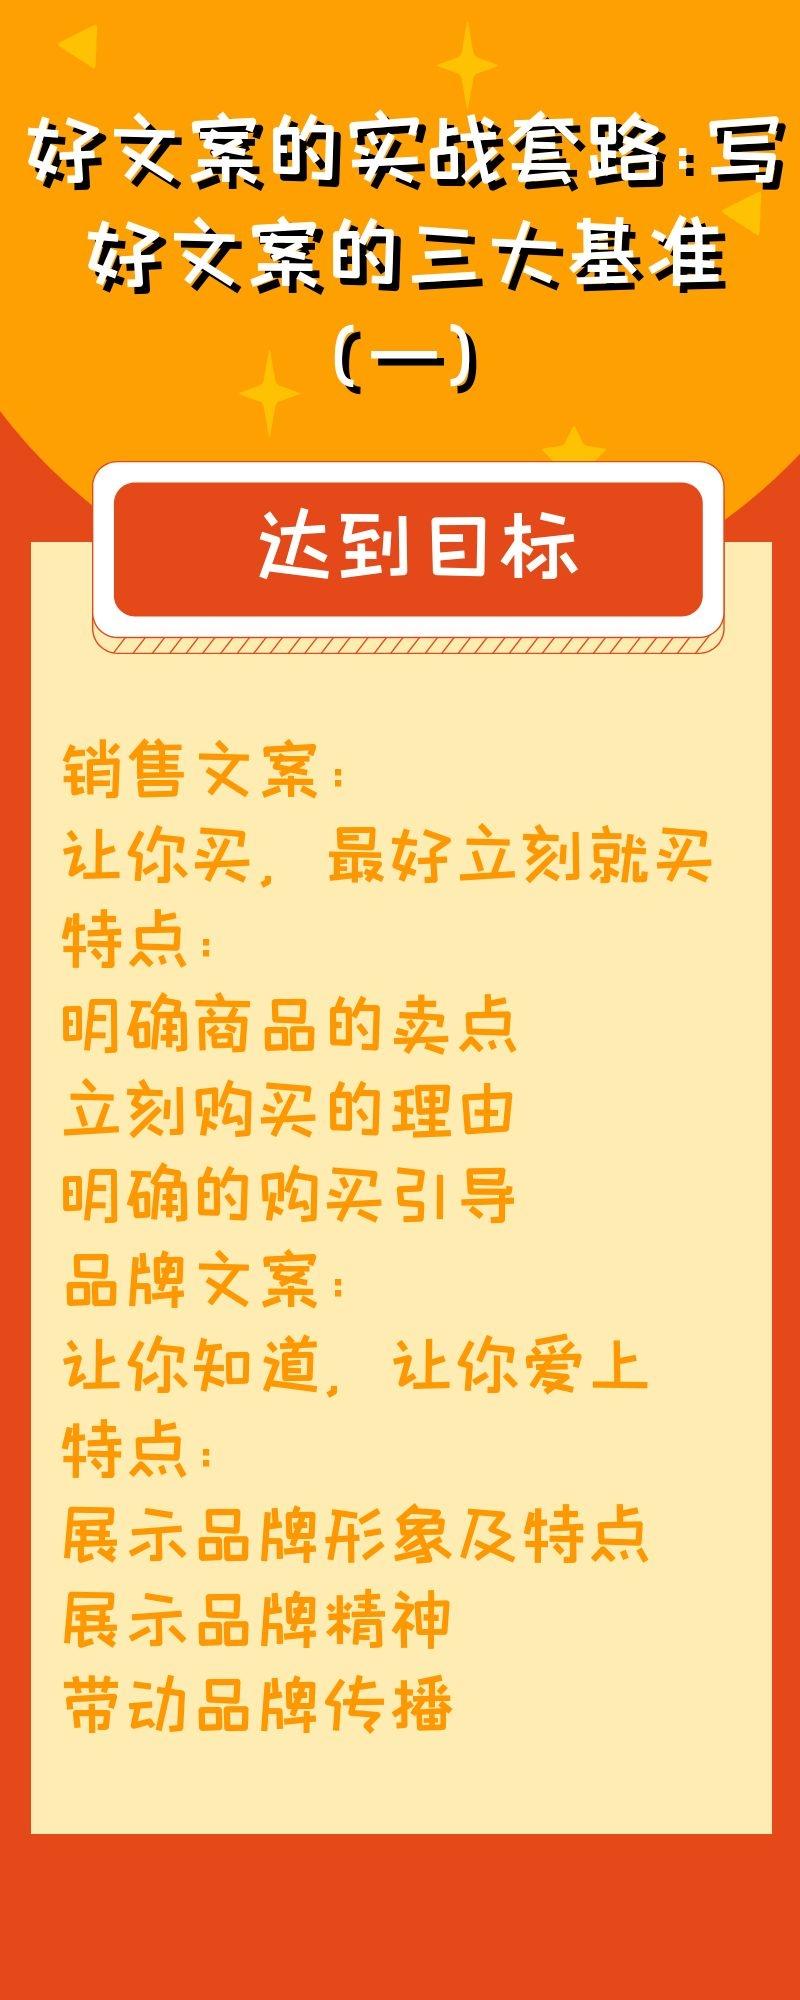 好文案的实战套路:写
好文案的三大基准
(一)
达到目标
销售文案:
让你买, 最好立刻就买
特点:
明确商品的卖点
立刻购买的理由
明确的购买引导
品牌文案:
让你知道, 让你爱上
特点:
展示品牌形象及特点
展示品牌精神
带动品牌传播